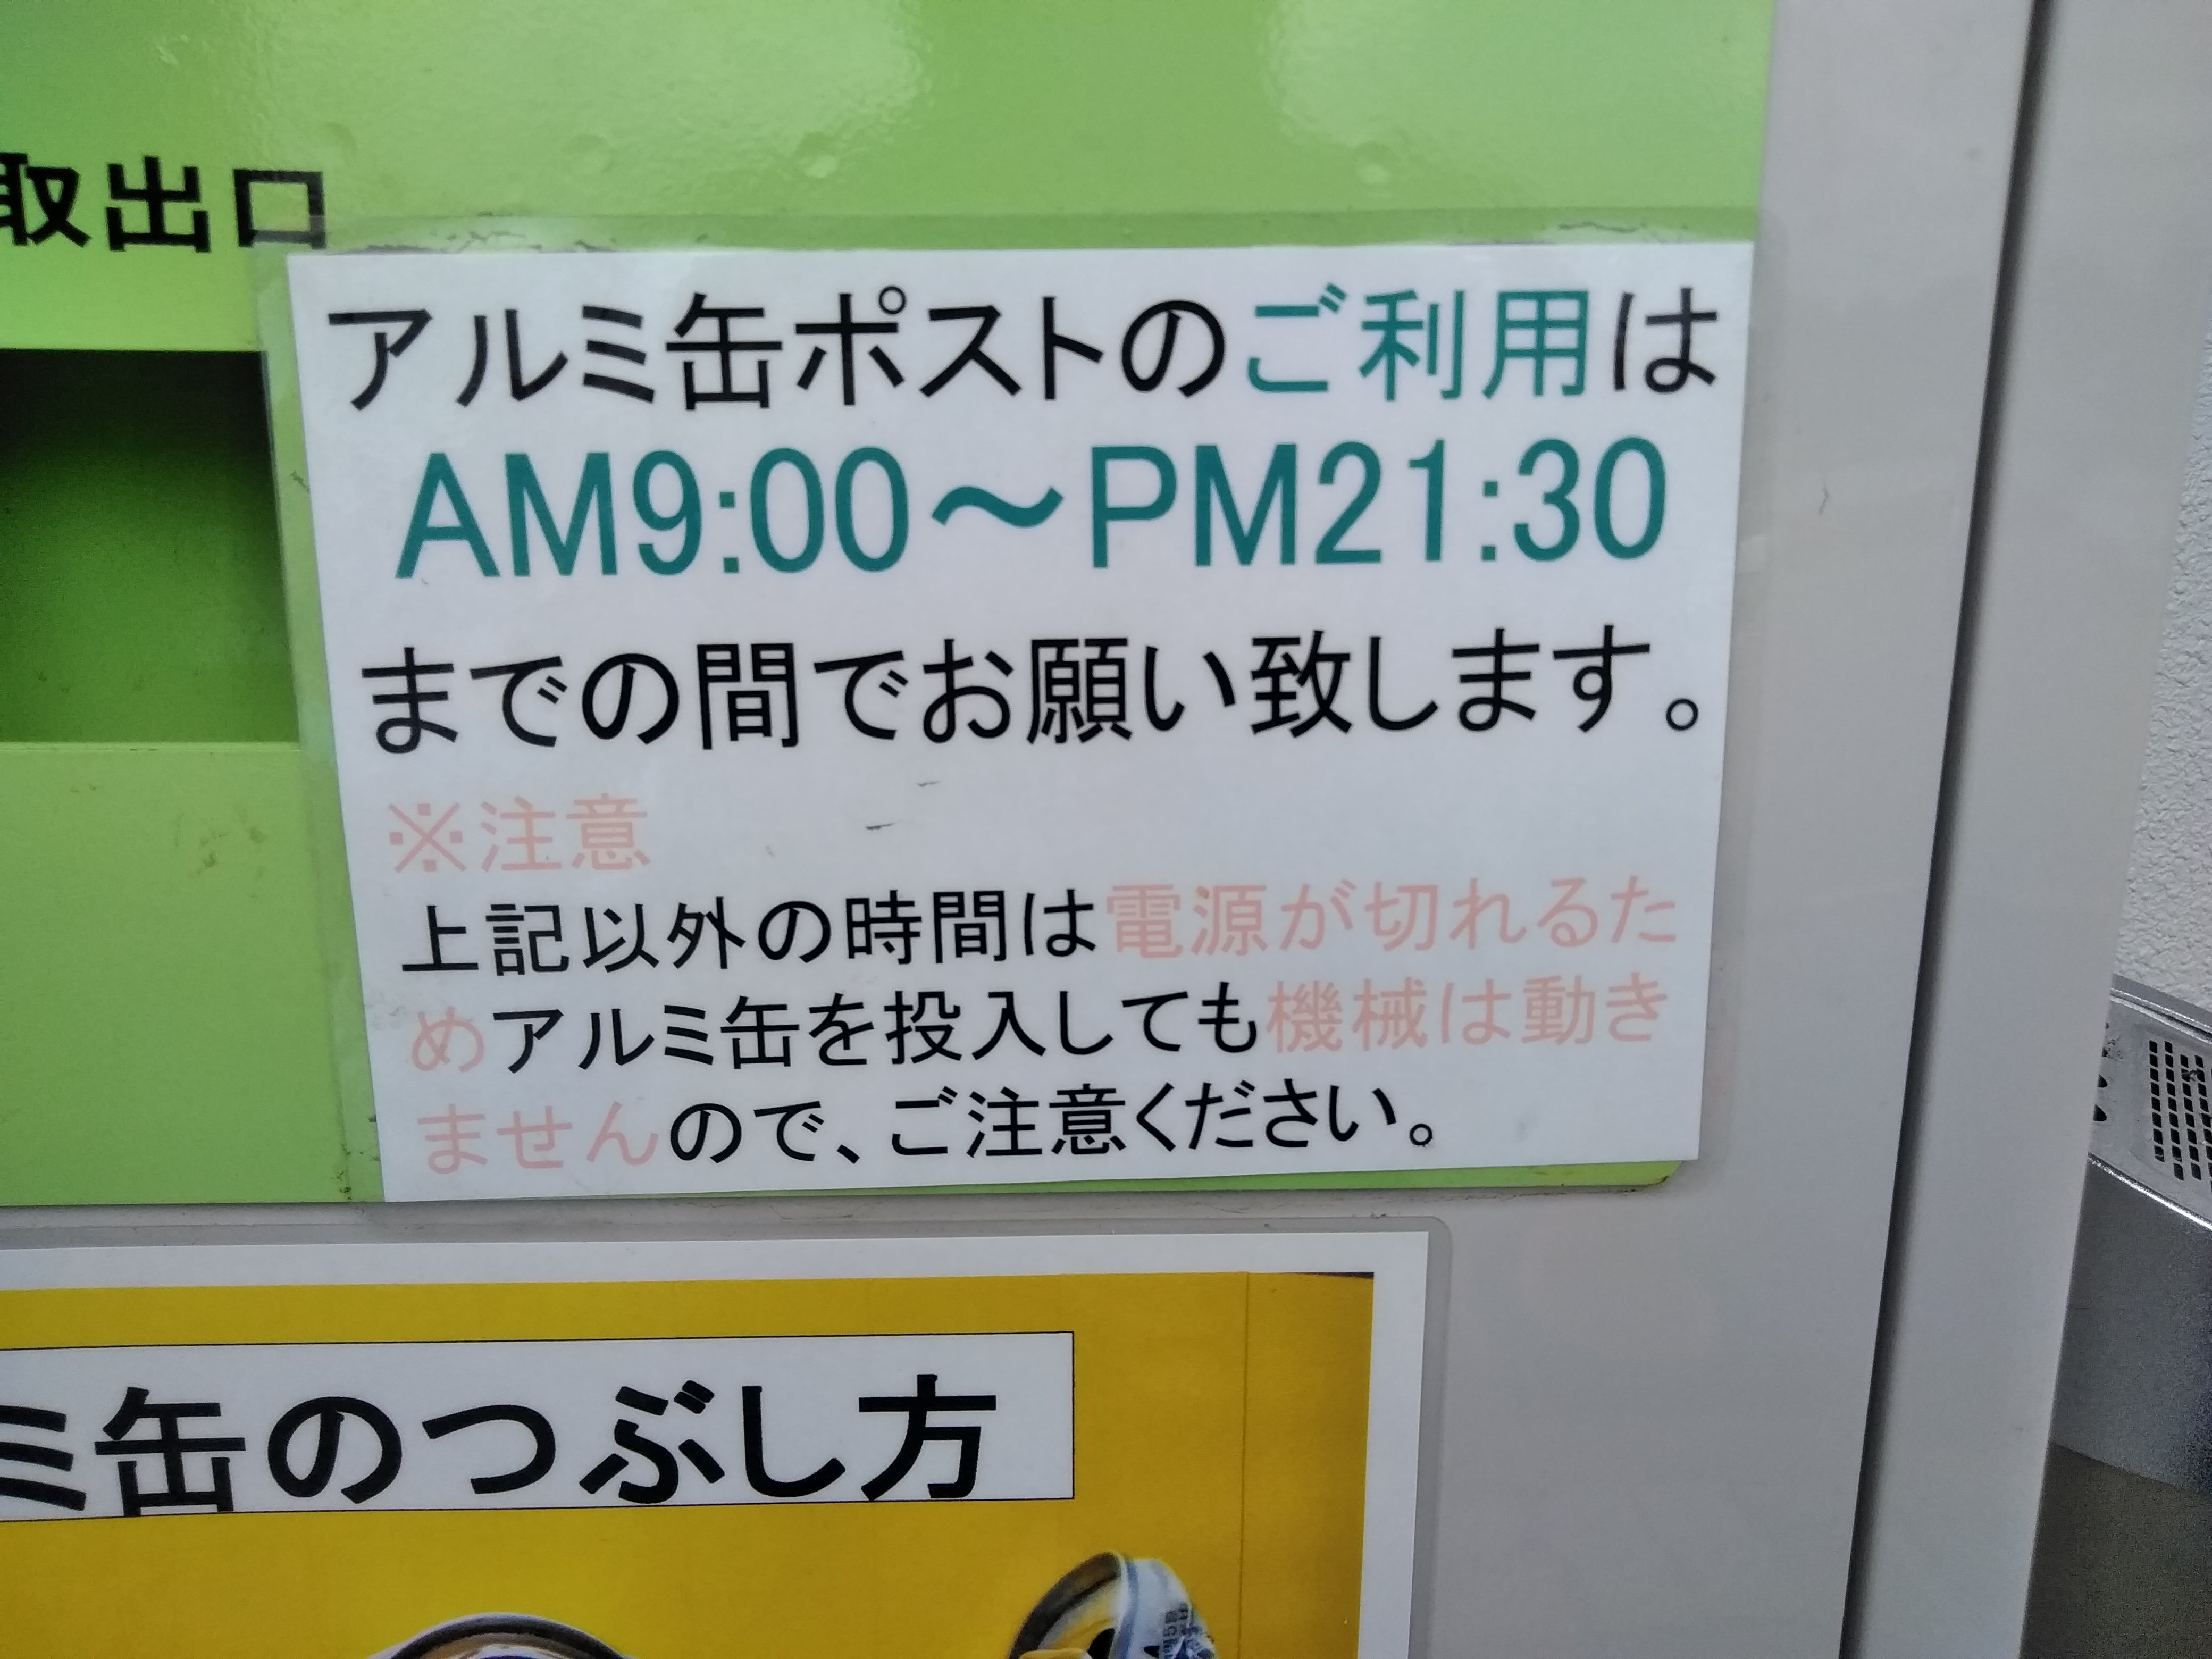 取出口
アルミ缶ポストのご利用は
AM9:00～PM21:30
までの間でお願い致します。
※注意
上記以外の時間は電源が切れるた
めアルミ缶を投入しても機械は動き
ませんので、ご注意ください。
ミ缶のつぶし方